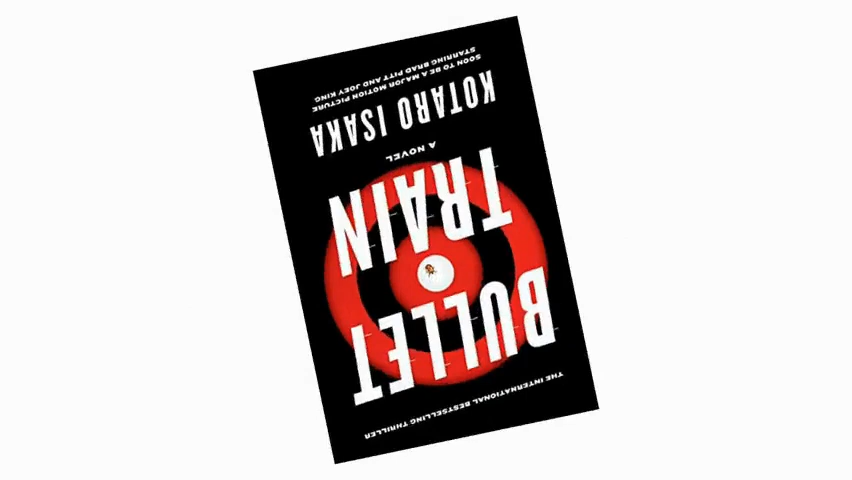 THE INTERNATIONAL BESTSELLING THRILLER
BULLET
TRAIN
A NOVEL
KOTARO ISAKA
SOON TO BE A MAJOR MOTION PICTURE
STARRING BRAD PITT AND JOEY KING